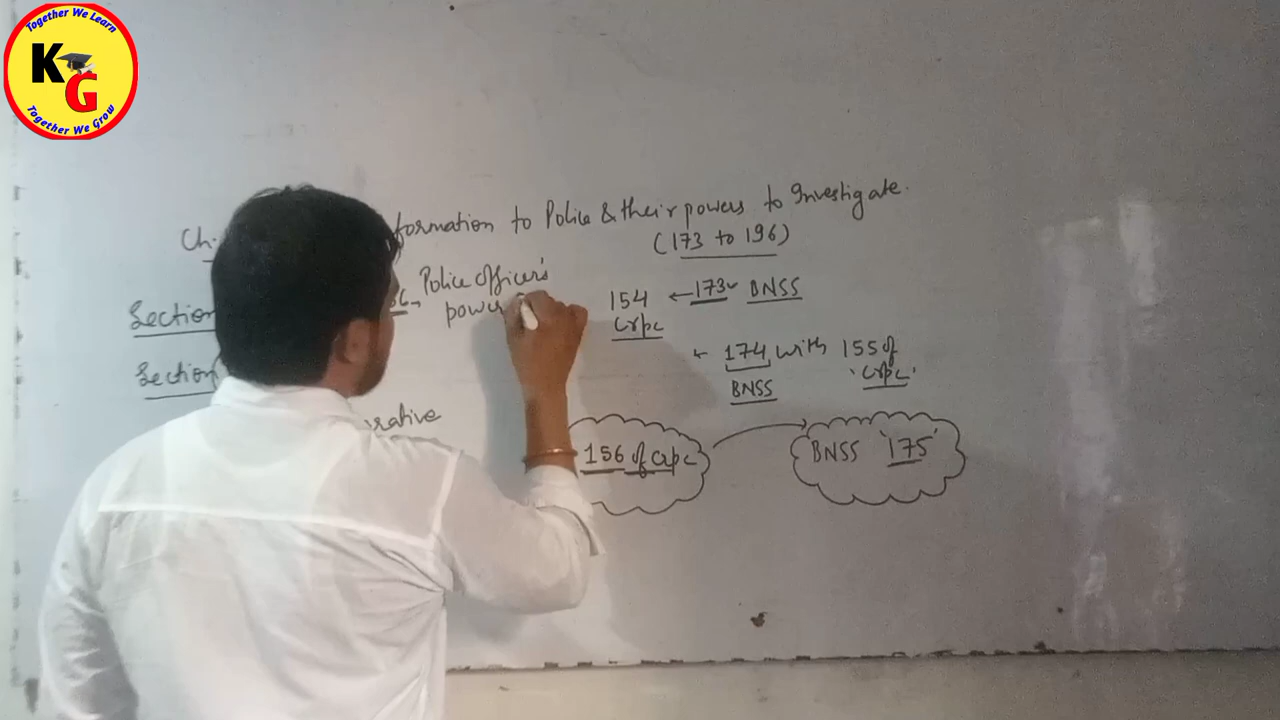 Together We Learn
KG
Together We Grow
Ch. formation to Police & their powers to Investigate.
(173 to 196)
Section Police Officer's
power
154 ← 173 BNSS
Crpc
174 with 155 of
BNSS 'Crpc'
Section
rative
156 of crpc
BNSS '175'